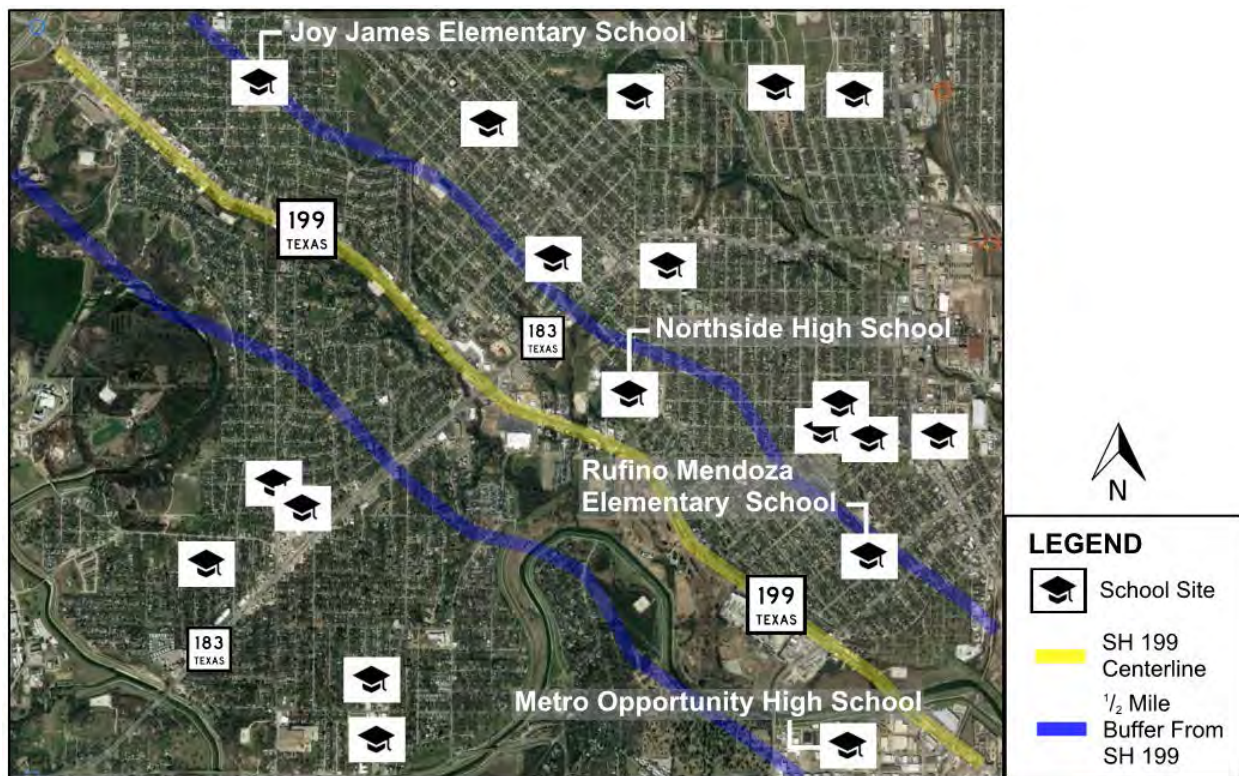 Joy James Elementary School
199
TEXAS
183
TEXAS
Northside High School
Rufino Mendoza
Elementary School
199
TEXAS
183
TEXAS
Metro Opportunity High School
N
LEGEND
School Site
SH 199
Centerline
1/2 Mile
Buffer From
SH 199